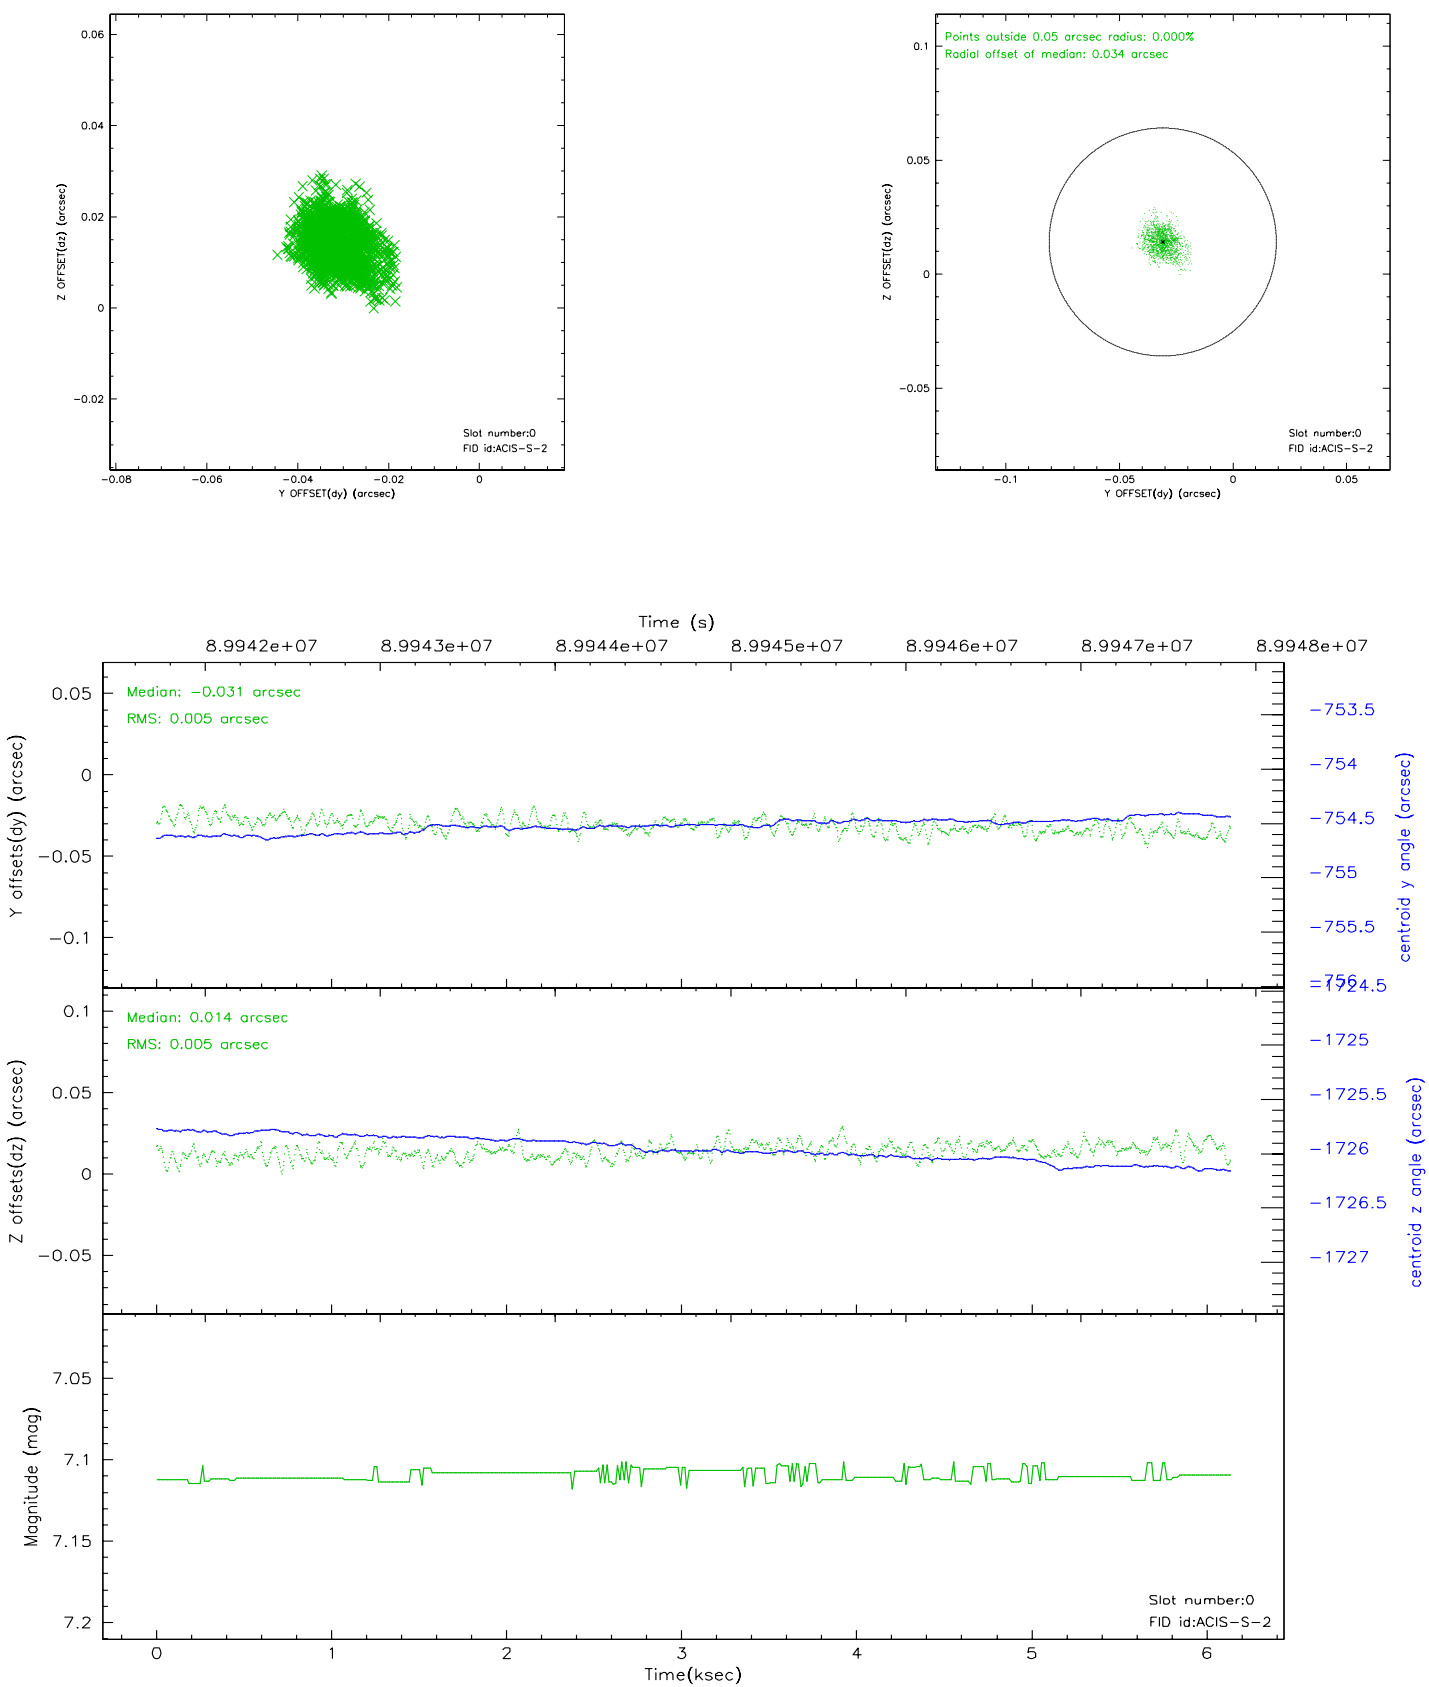 0.06
0.04
0.02
0
-0.02
Z OFFSET(dz) (arcsec)
-0.08 -0.06 -0.04 -0.02 0
Y OFFSET(dy) (arcsec)
Slot number:0
FID id:ACIS-S-2
Points outside 0.05 arcsec radius: 0.000%
Radial offset of median: 0.034 arcsec
0.1
0.05
0
-0.05
Z OFFSET(dz) (arcsec)
-0.1 -0.05 0 0.05
Y OFFSET(dy) (arcsec)
Slot number:0
FID id:ACIS-S-2
Time (s)
8.9942e+07 8.9943e+07 8.9944e+07 8.9945e+07 8.9946e+07 8.9947e+07 8.9948e+07
Median: -0.031 arcsec
RMS: 0.005 arcsec
0.05
0
-0.05
-0.1
Y offsets(dy) (arcsec)
-753.5
-754
-754.5
-755
-755.5
-756
centroid y angle (arcsec)
Median: 0.014 arcsec
RMS: 0.005 arcsec
0.1
0.05
0
-0.05
Z offsets(dz) (arcsec)
-1724.5
-1725
-1725.5
-1726
-1726.5
-1727
centroid z angle (arcsec)
7.05
7.1
7.15
7.2
Magnitude (mag)
Slot number:0
FID id:ACIS-S-2
0 1 2 3 4 5 6
Time(ksec)